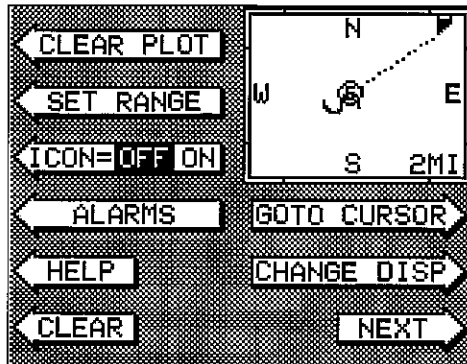 CLEAR PLOT
SET RANGE
ICON=OFF ON
ALARMS
HELP
CLEAR
N
W E
S 2MI
GOTO CURSOR
CHANGE DISP
NEXT